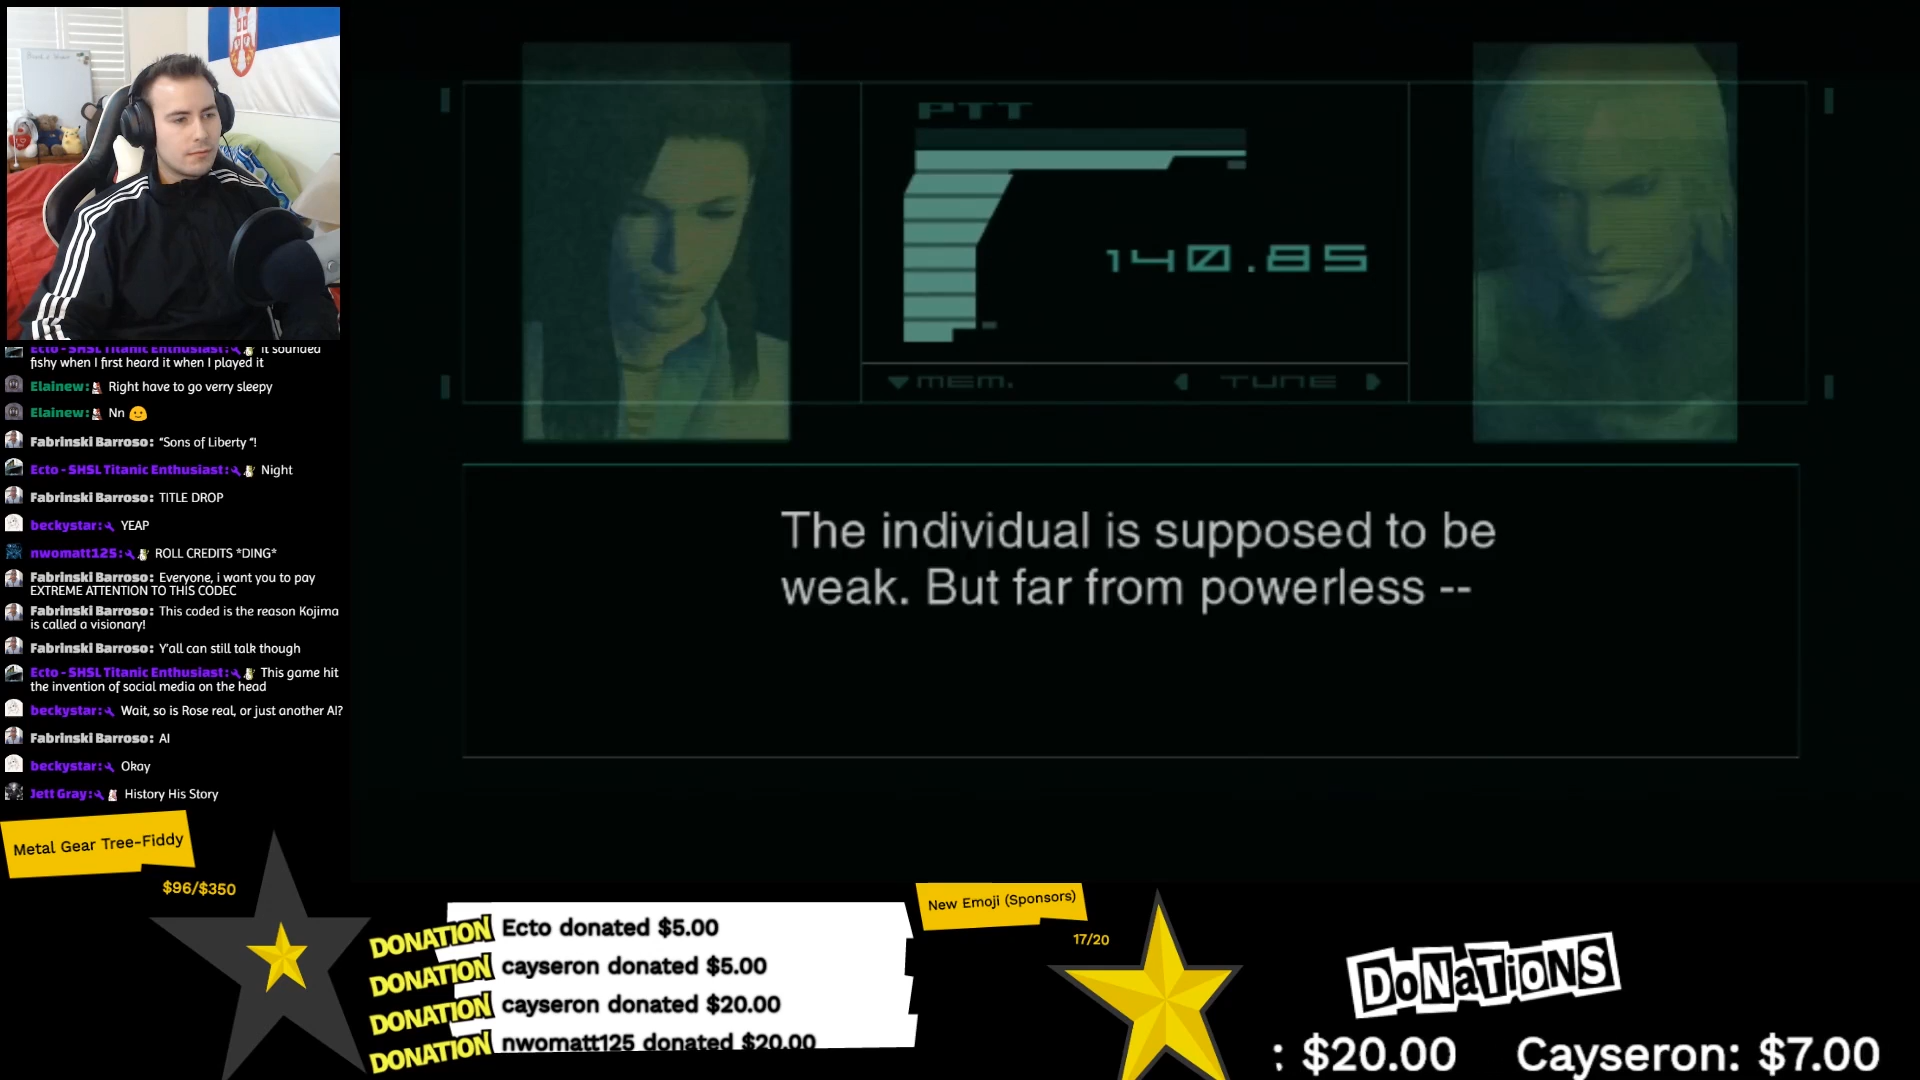 Ecto - SHSL Titanic Enthusiast: it sounded
fishy when I first heard it when I played it
Elainew: Right have to go verry sleepy
Elainew: Nn
Fabrinski Barroso: "Sons of Liberty "!
Ecto - SHSL Titanic Enthusiast: Night
Fabrinski Barroso: TITLE DROP
beckystar: YEAP
nwomatt125: ROLL CREDITS *DING*
Fabrinski Barroso: Everyone, i want you to pay
EXTREME ATTENTION TO THIS CODEC
Fabrinski Barroso: This coded is the reason Kojima
is called a visionary!
Fabrinski Barroso: Y'all can still talk though
Ecto - SHSL Titanic Enthusiast: This game hit
the invention of social media on the head
beckystar: Wait, so is Rose real, or just another AI?
Fabrinski Barroso: AI
beckystar: Okay
Jett Gray: History His Story
PTT
140.85
MEM.
TUNE
The individual is supposed to be
weak. But far from powerless --
Metal Gear Tree-Fiddy
$96/$350
DONATION Ecto donated $5.00
DONATION cayseron donated $5.00
DONATION cayseron donated $20.00
DONATION nwomatt125 donated $20.00
New Emoji (Sponsors)
17/20
DoNaTioNS
: $20.00 Cayseron: $7.00